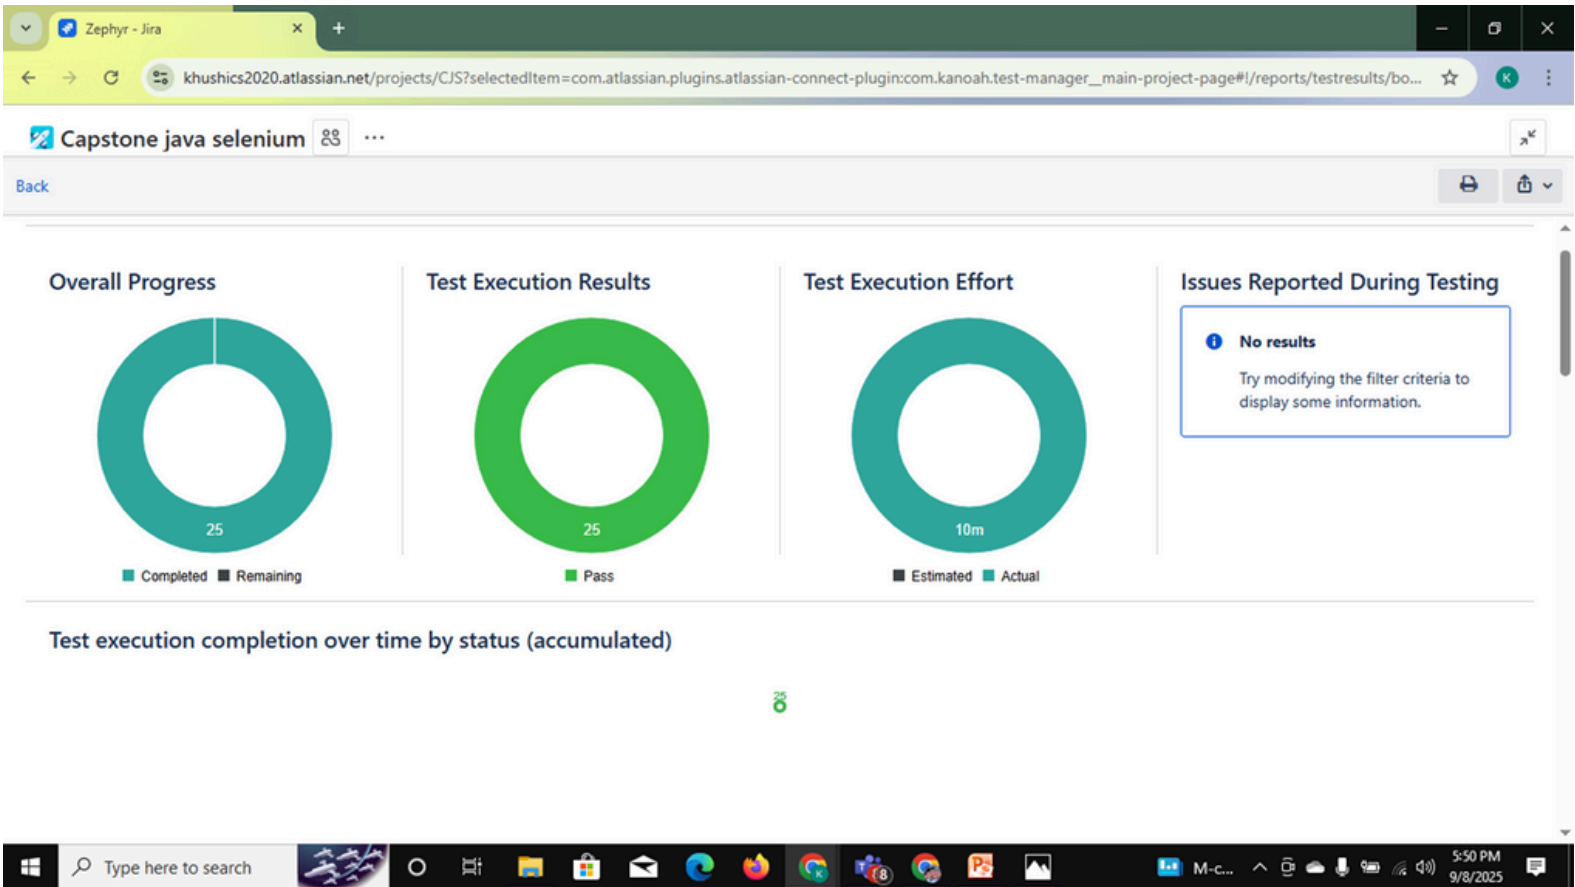 Zephyr - Jira
khushics2020.atlassian.net/projects/CJS?selectedItem=com.atlassian.plugins.atlassian-connect-plugin:com.kanoah.test-manager__main-project-page#!/reports/testresults/bo...
K
Capstone java selenium
Back
Overall Progress
Test Execution Results
Test Execution Effort
Issues Reported During Testing
No results
Try modifying the filter criteria to
display some information.
25
25
10m
Completed Remaining
Pass
Estimated Actual
Test execution completion over time by status (accumulated)
25
Type here to search
M-c...
5:50 PM
9/8/2025